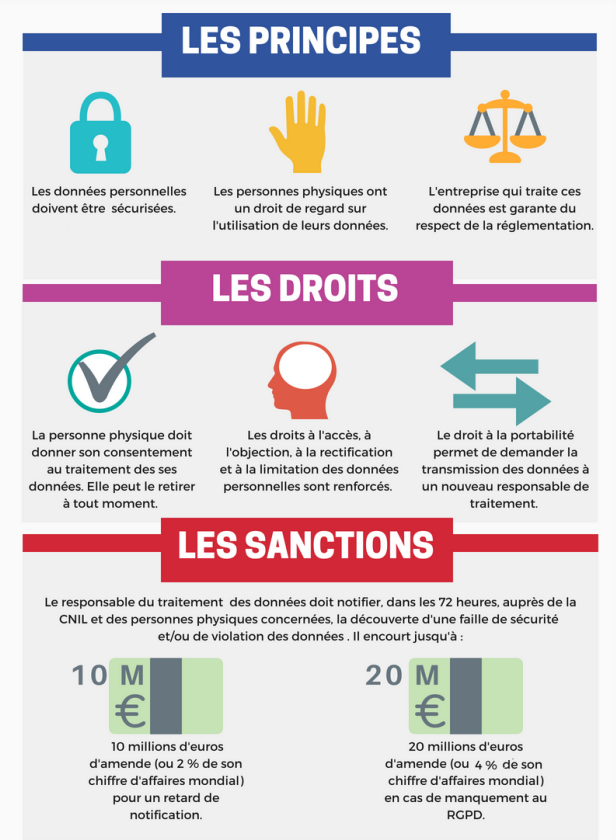 LES PRINCIPES
Les données personnelles
doivent être sécurisées.
Les personnes physiques ont
un droit de regard sur
l'utilisation de leurs données.
L'entreprise qui traite ces
données est garante du
respect de la réglementation.
LES DROITS
La personne physique doit
donner son consentement
au traitement des ses
données. Elle peut le retirer
à tout moment.
Les droits à l'accès, à
l'objection, à la rectification
et à la limitation des données
personnelles sont renforcés.
Le droit à la portabilité
permet de demander la
transmission des données à
un nouveau responsable de
traitement.
LES SANCTIONS
Le responsable du traitement des données doit notifier, dans les 72 heures, auprès de la
CNIL et des personnes physiques concernées, la découverte d'une faille de sécurité
et/ou de violation des données . Il encourt jusqu'à :
10 M
€
10 millions d'euros
d'amende (ou 2 % de son
chiffre d'affaires mondial)
pour un retard de
notification.
20 M
€
20 millions d'euros
d'amende (ou 4 % de son
chiffre d'affaires mondial)
en cas de manquement au
RGPD.